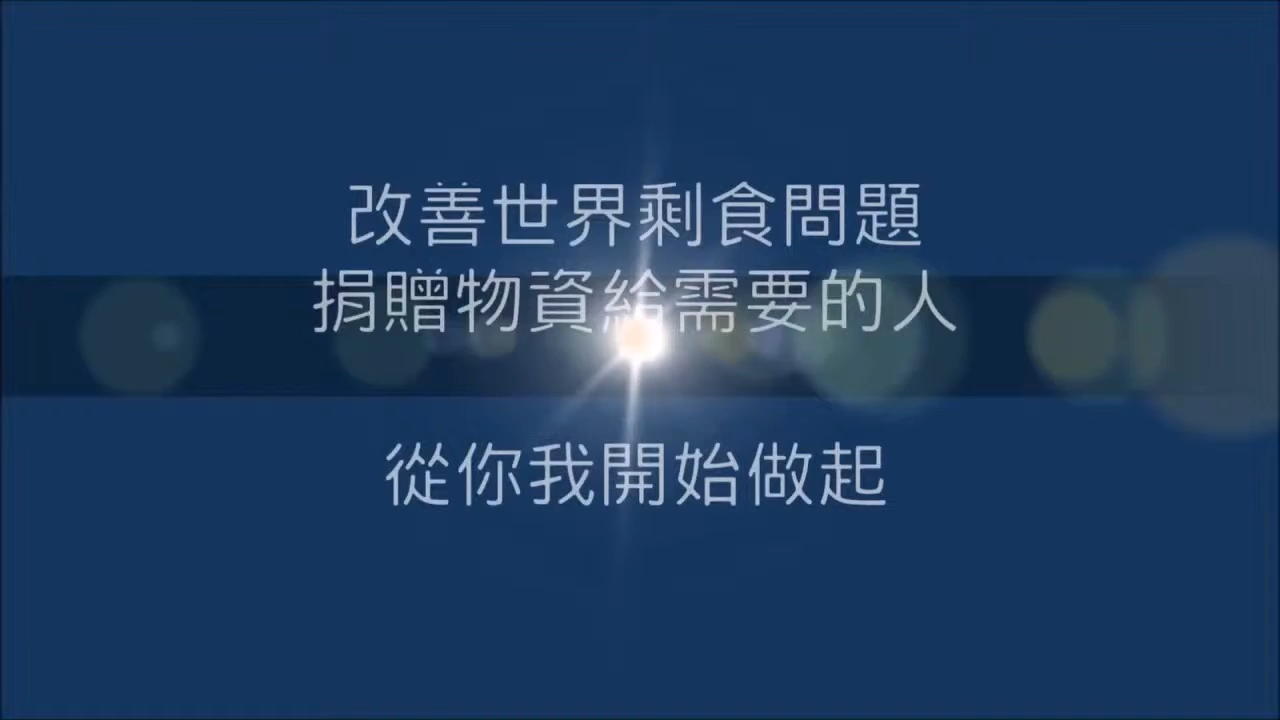 改善世界剩食問題
捐贈物資給需要的人
從你我開始做起